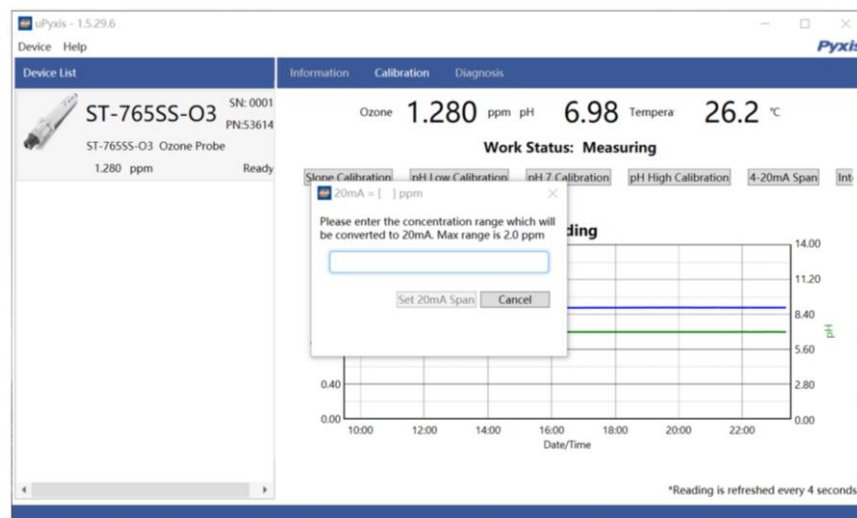 uPyxis - 1.5.29.6
Device Help
Pyxis
Device List
Information Calibration Diagnosis
ST-765SS-O3
SN: 0001
PN:53614
ST-765SS-O3 Ozone Probe
1.280 ppm Ready
Ozone 1.280 ppm pH 6.98 Tempera 26.2 °C
Work Status: Measuring
Slope Calibration pH Low Calibration pH 7 Calibration pH High Calibration 4-20mA Span Int
20mA = [ ] ppm
Please enter the concentration range which will
be converted to 20mA. Max range is 2.0 ppm
Set 20mA Span Cancel
ding
14.00
11.20
8.40
5.60
2.80
0.00
pH
0.40
0.00
10:00 12:00 14:00 16:00 18:00 20:00 22:00
Date/Time
*Reading is refreshed every 4 seconds